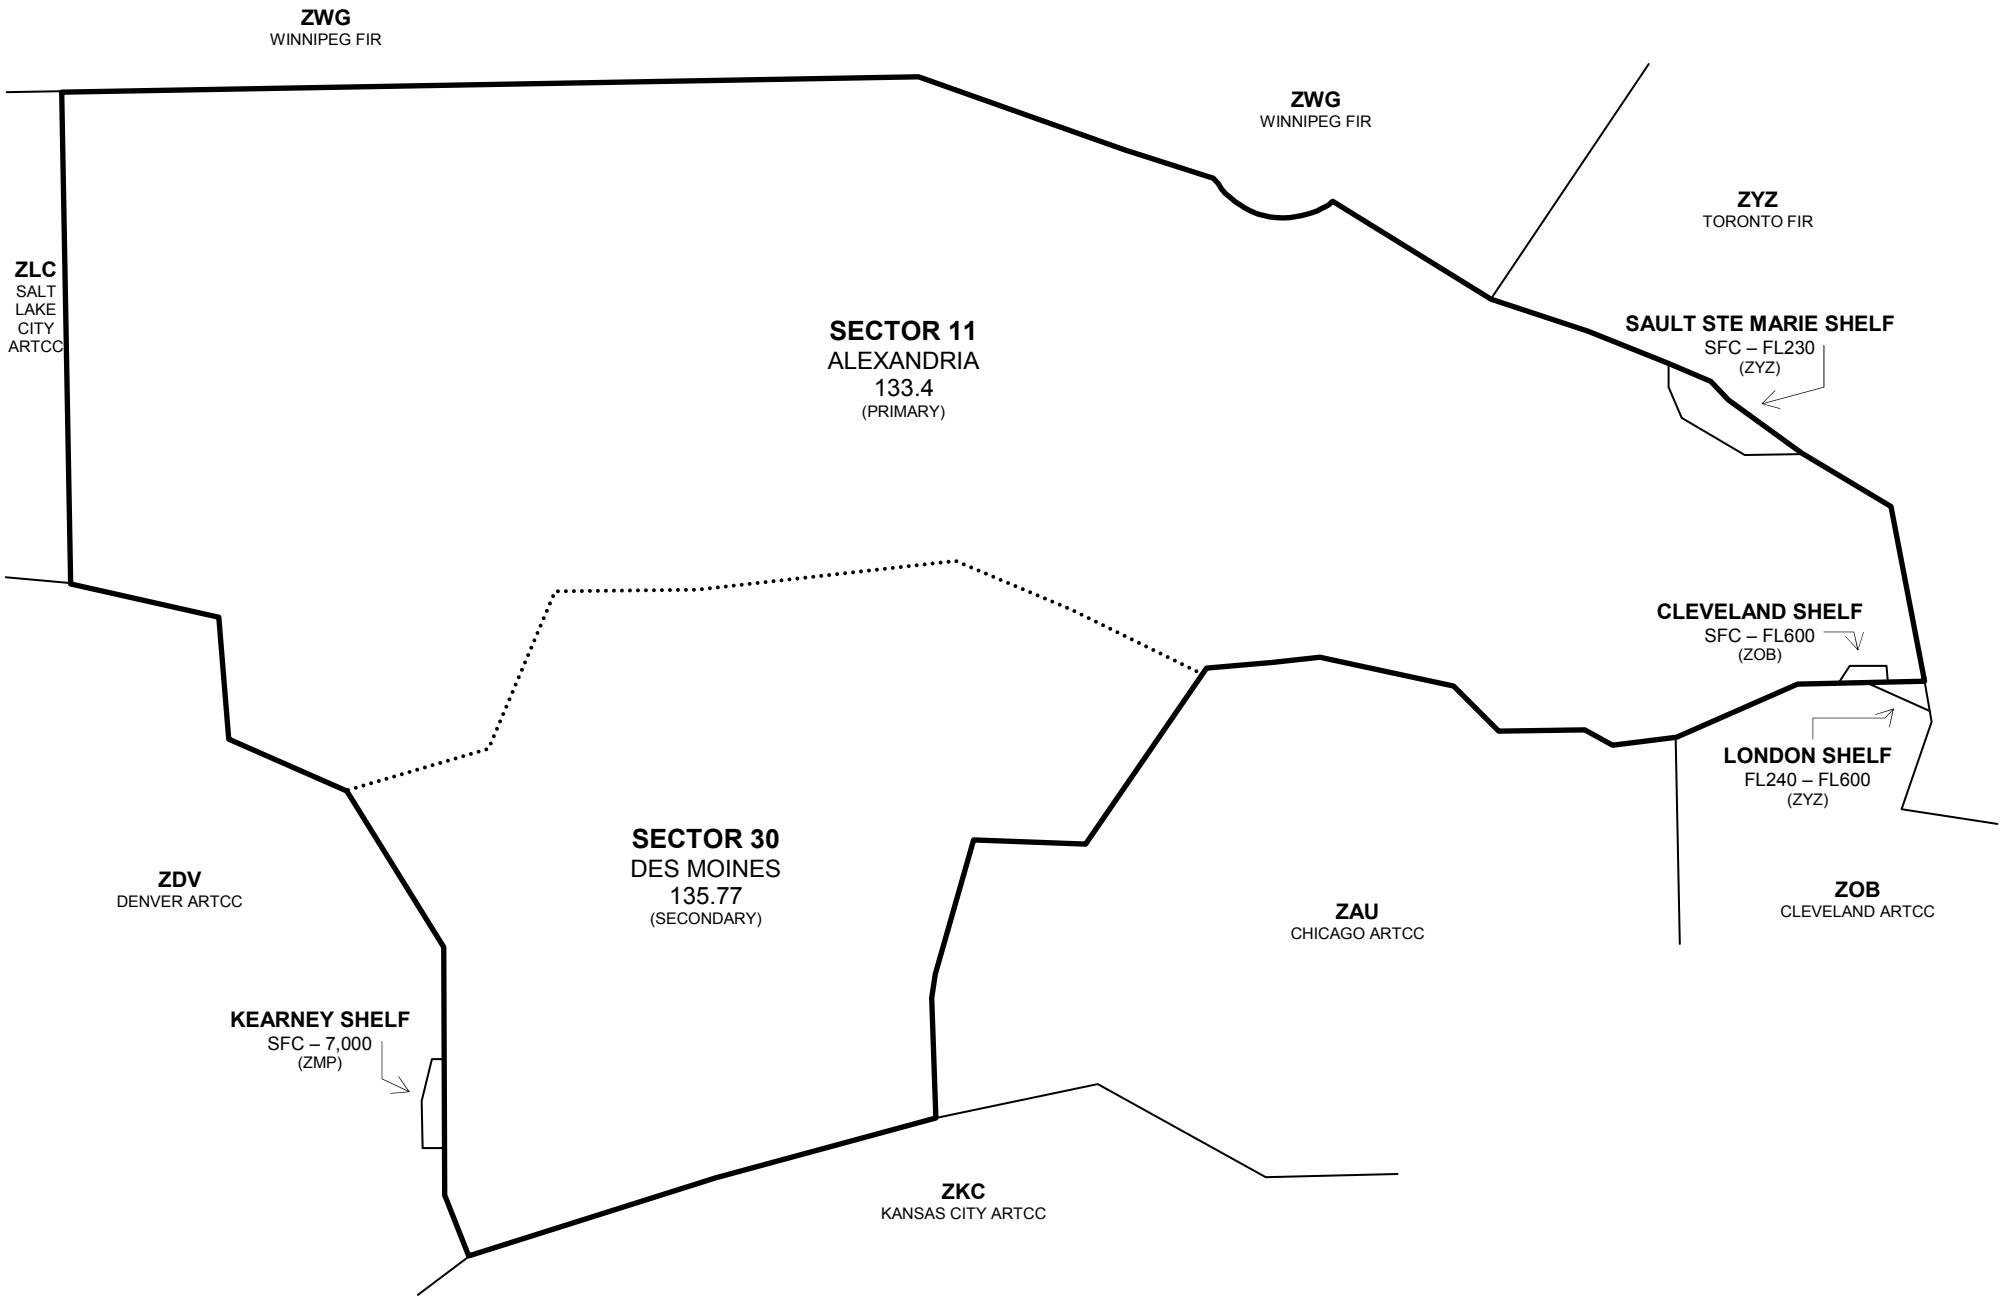 ZWG
WINNIPEG FIR
ZWG
WINNIPEG FIR
ZYZ
TORONTO FIR
ZLC
SALT
LAKE
CITY
ARTCC
SECTOR 11
ALEXANDRIA
133.4
(PRIMARY)
SAULT STE MARIE SHELF
SFC – FL230
(ZYZ)
CLEVELAND SHELF
SFC – FL600
(ZOB)
LONDON SHELF
FL240 – FL600
(ZYZ)
SECTOR 30
DES MOINES
135.77
(SECONDARY)
ZDV
DENVER ARTCC
ZAU
CHICAGO ARTCC
ZOB
CLEVELAND ARTCC
KEARNEY SHELF
SFC – 7,000
(ZMP)
ZKC
KANSAS CITY ARTCC